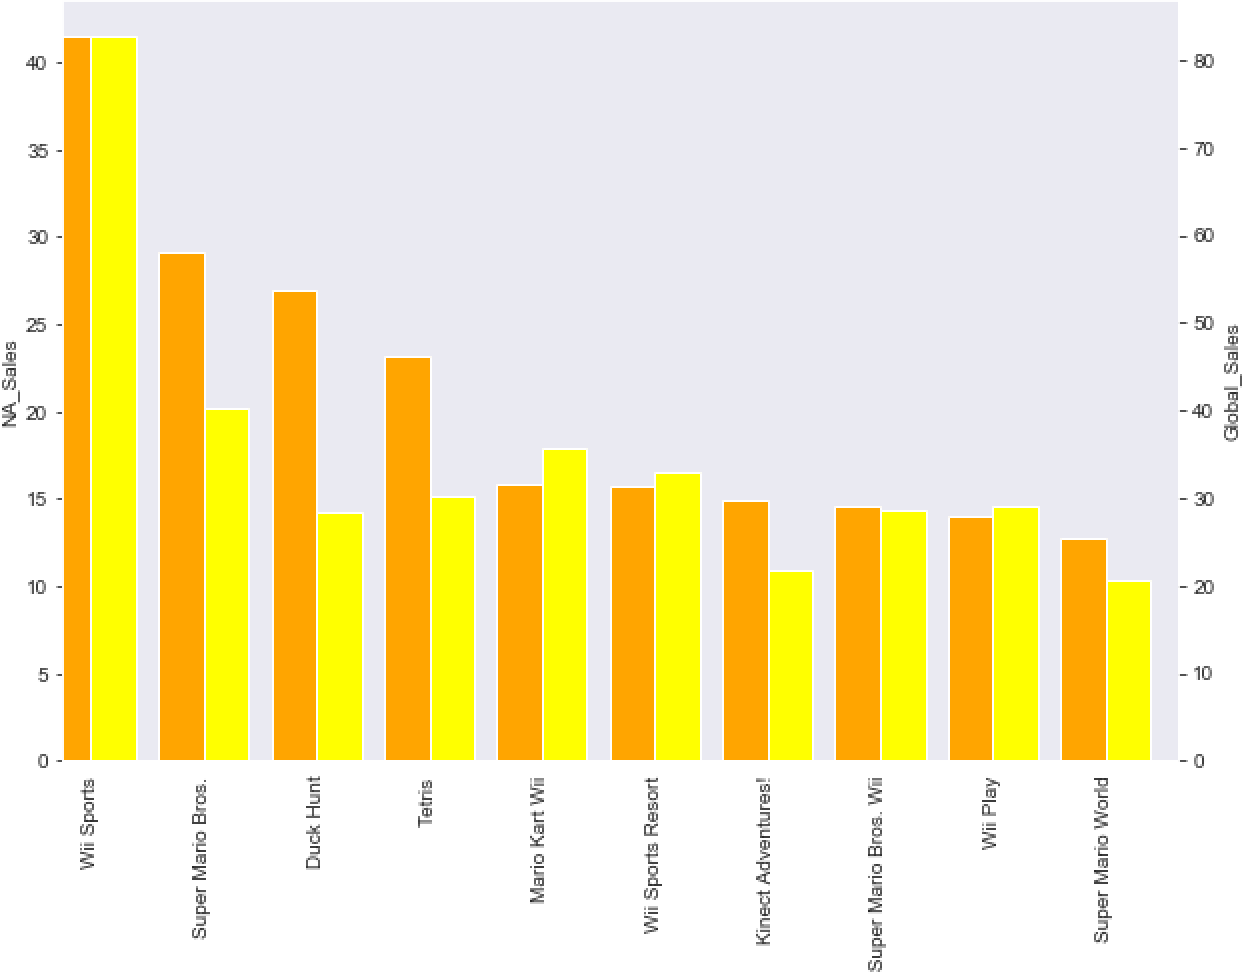 40
35
30
25
20
15
10
5
0
NA_Sales
80
70
60
50
40
30
20
10
0
Global_Sales
Wii Sports
Super Mario Bros.
Duck Hunt
Tetris
Mario Kart Wii
Wii Sports Resort
Kinect Adventures!
Super Mario Bros. Wii
Wii Play
Super Mario World